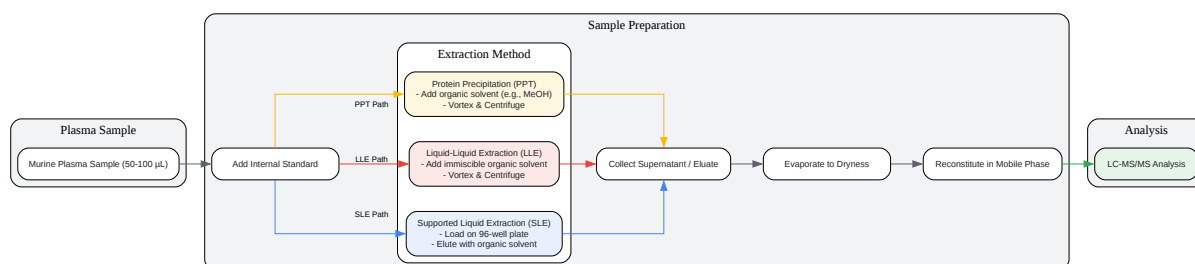 Sample Preparation
Extraction Method
Protein Precipitation (PPT)
- Add organic solvent (e.g., MeOH)
- Vortex & Centrifuge
PPT Path
Plasma Sample
Murine Plasma Sample (50-100 µL)
Add Internal Standard
LLE Path
Liquid-Liquid Extraction (LLE)
- Add immiscible organic solvent
- Vortex & Centrifuge
Collect Supernatant / Eluate
Evaporate to Dryness
Reconstitute in Mobile Phase
Analysis
LC-MS/MS Analysis
SLE Path
Supported Liquid Extraction (SLE)
- Load on 96-well plate
- Elute with organic solvent